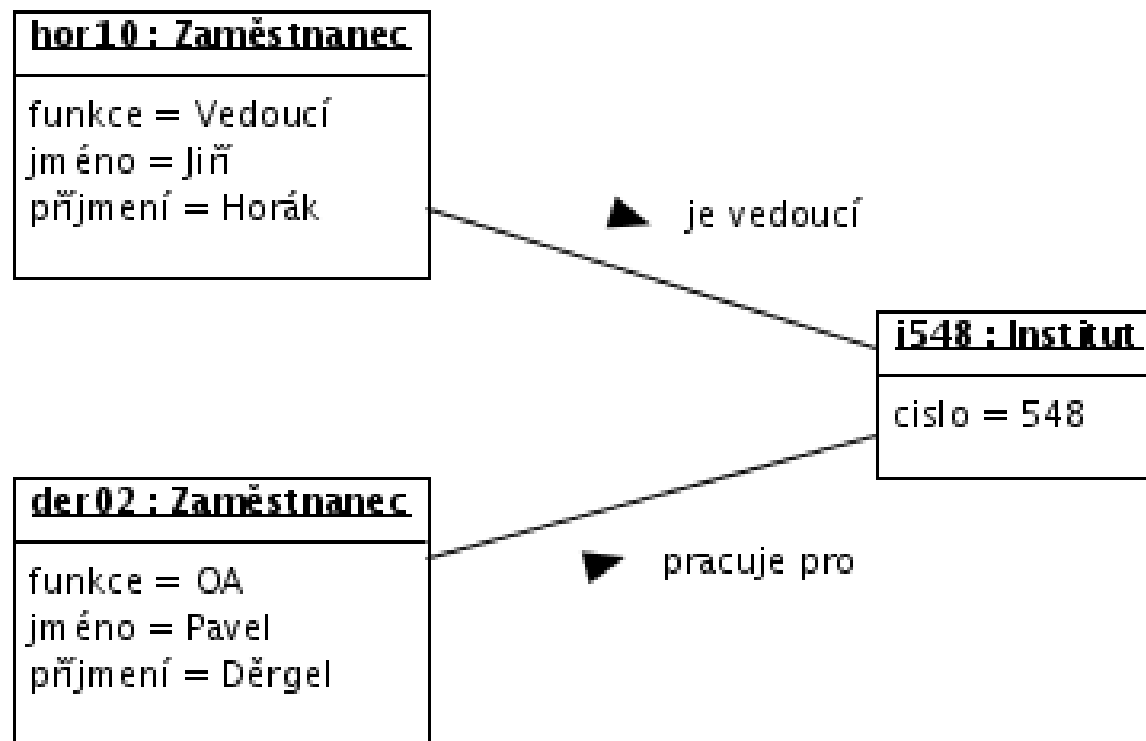 hor10 : Zaměstnanec
funkce = Vedoucí
jméno = Jiří
příjmení = Horák
je vedoucí
i548 : Institut
cislo = 548
der02 : Zaměstnanec
funkce = OA
jméno = Pavel
příjmení = Děrgel
pracuje pro